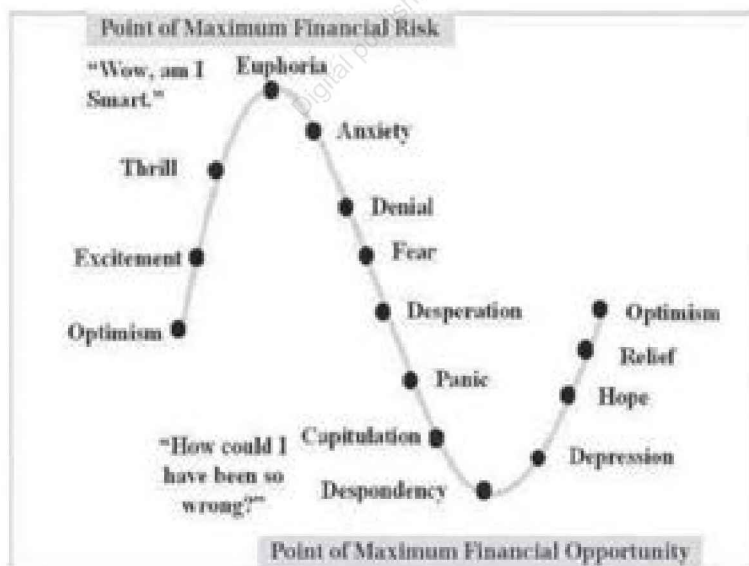 Point of Maximum Financial Risk
"Wow, am I
Smart."
Euphoria
Anxiety
Thrill
Denial
Excitement
Fear
Optimism
Desperation
Optimism
Relief
Panic
Hope
Capitulation
"How could I
have been so
wrong?"
Depression
Despondency
Point of Maximum Financial Opportunity